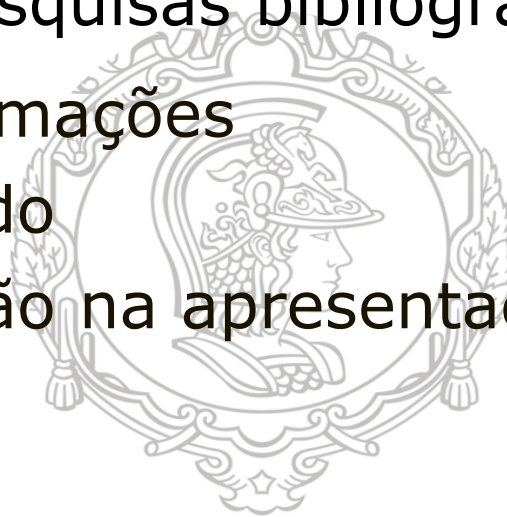 squisas bibliogra
mações
do
ão na apresentaç